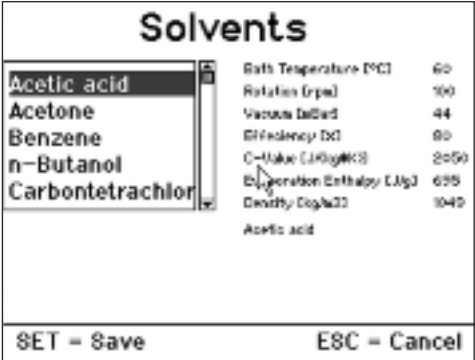 Solvents
Acetic acid
Acetone
Benzene
n-Butanol
Carbontetrachlor
Bath Temperature [°C] 60
Rotation [rpm] 100
Vacuum [mBar] 44
Efficiency [%] 80
C-Value [J/(kg*K)] 2050
Evaporation Enthalpy [J/g] 695
Density [kg/m3] 1049
Acetic acid
SET = Save
ESC = Cancel